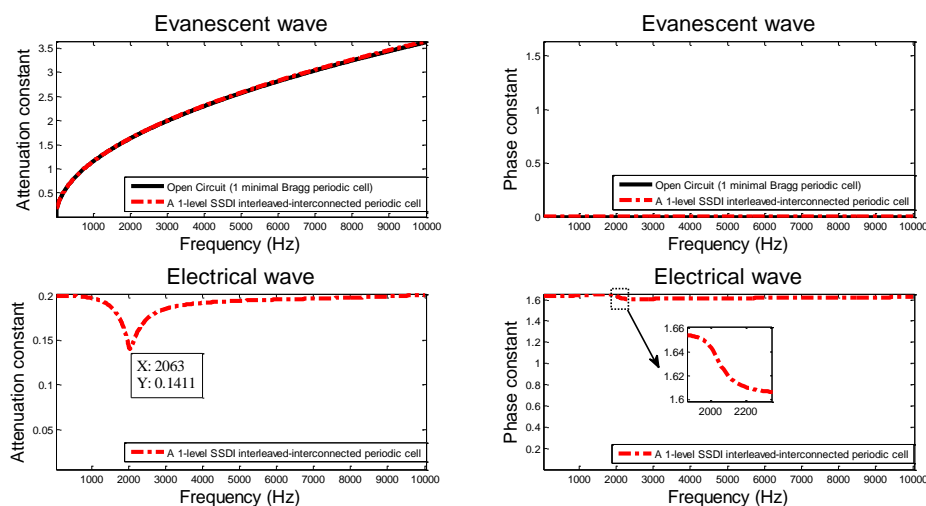 Evanescent wave
Attenuation constant
3.5
3
2.5
2
1.5
1
0.5
Open Circuit (1 minimal Bragg periodic cell)
A 1-level SSDI interleaved-interconnected periodic cell
1000 2000 3000 4000 5000 6000 7000 8000 9000 10000
Frequency (Hz)
Evanescent wave
Phase constant
1.5
1
0.5
0
Open Circuit (1 minimal Bragg periodic cell)
A 1-level SSDI interleaved-interconnected periodic cell
1000 2000 3000 4000 5000 6000 7000 8000 9000 10000
Frequency (Hz)
Electrical wave
Attenuation constant
0.2
0.15
0.1
0.05
X: 2063
Y: 0.1411
A 1-level SSDI interleaved-interconnected periodic cell
1000 2000 3000 4000 5000 6000 7000 8000 9000 10000
Frequency (Hz)
Electrical wave
Phase constant
1.6
1.4
1.2
1
0.8
0.6
0.4
0.2
1.66
1.64
1.62
1.6
2000 2200
A 1-level SSDI interleaved-interconnected periodic cell
1000 2000 3000 4000 5000 6000 7000 8000 9000 10000
Frequency (Hz)